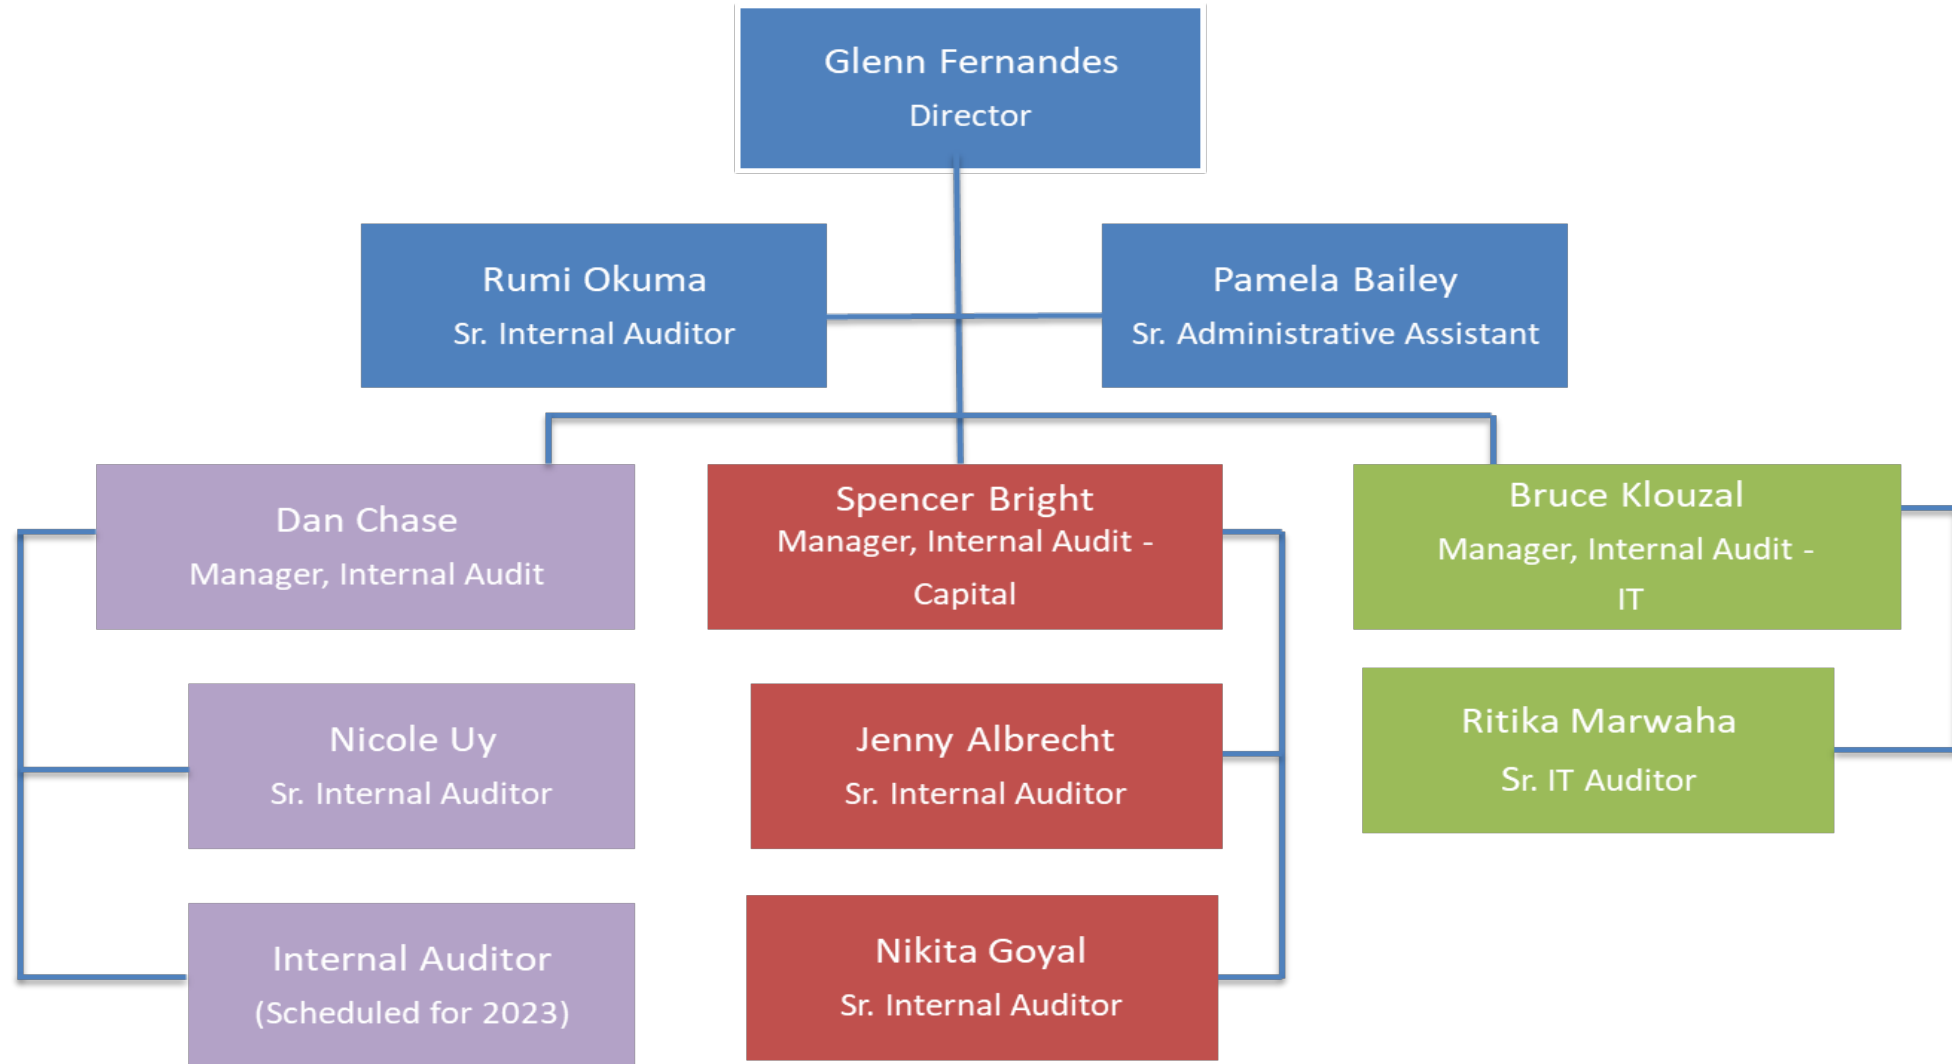 Glenn Fernandes
Director
Rumi Okuma
Sr. Internal Auditor
Pamela Bailey
Sr. Administrative Assistant
Dan Chase
Manager, Internal Audit
Spencer Bright
Manager, Internal Audit -
Capital
Bruce Klouzal
Manager, Internal Audit -
IT
Nicole Uy
Sr. Internal Auditor
Jenny Albrecht
Sr. Internal Auditor
Ritika Marwaha
Sr. IT Auditor
Internal Auditor
(Scheduled for 2023)
Nikita Goyal
Sr. Internal Auditor